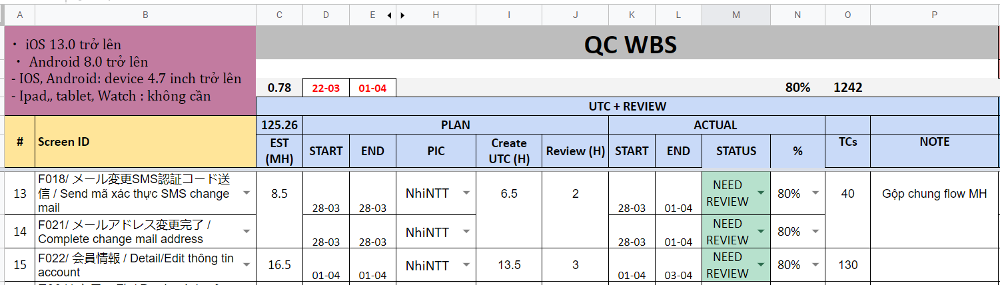 A B C D E H I J K L M N O P
・ iOS 13.0 trở lên
・ Android 8.0 trở lên
- IOS, Android: device 4.7 inch trở lên
- Ipad,, tablet, Watch : không cần
QC WBS
0.78 22-03 01-04 80% 1242
UTC + REVIEW
125.26 PLAN ACTUAL
# Screen ID EST (MH) START END PIC Create UTC (H) Review (H) START END STATUS % TCs NOTE
13
F018/ メール変更SMS認証コード送
信 / Send mã xác thực SMS change
mail
8.5 28-03 28-03 NhiNTT 6.5 2 28-03 01-04 NEED REVIEW 80% 40 Gộp chung flow MH
14
F021/ メールアドレス変更完了 /
Complete change mail address
28-03 28-03 NhiNTT 28-03 01-04 NEED REVIEW 80%
15
F022/ 会員情報 / Detail/Edit thông tin
account
16.5 01-04 01-04 NhiNTT 13.5 3 01-04 03-04 NEED REVIEW 80% 130